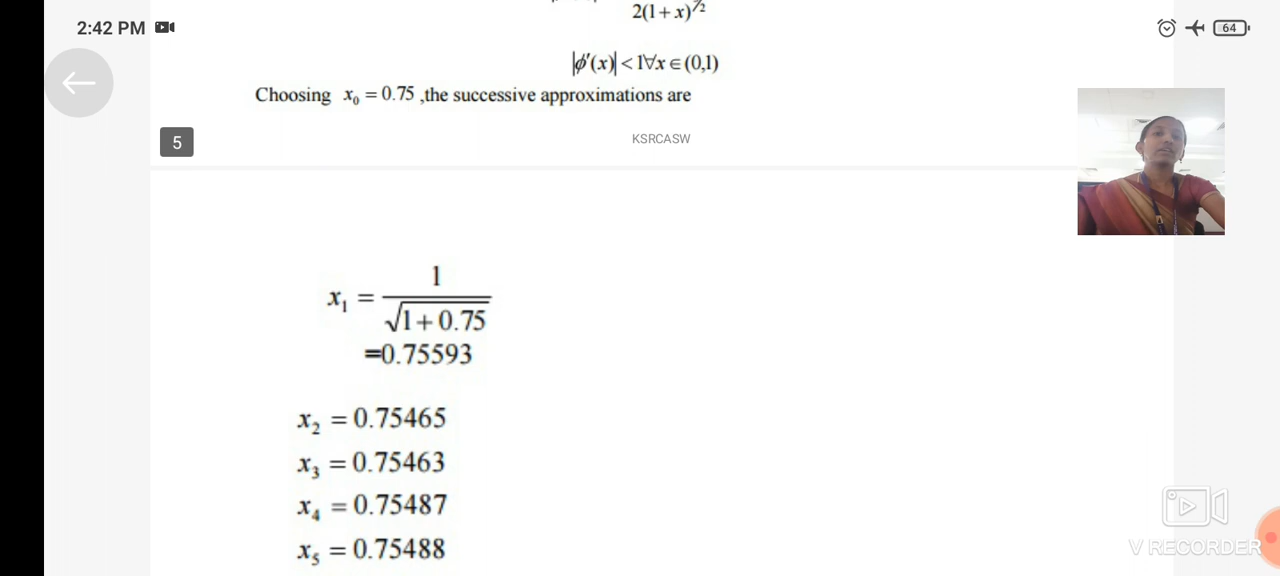 2:42 PM
64
2(1+x)^3/2
|ϕ′(x)| < 1∀x ∈ (0,1)
Choosing x₀ = 0.75 ,the successive approximations are
5
KSRCASW
x₁ = 1/√(1+0.75)
=0.75593
x₂ = 0.75465
x₃ = 0.75463
x₄ = 0.75487
x₅ = 0.75488
V RECORDER